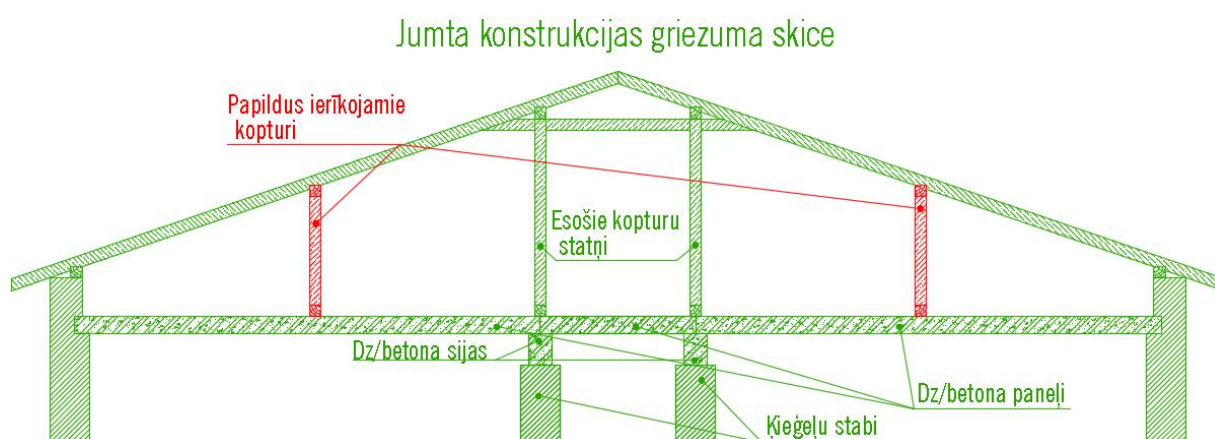 Jumta konstrukcijas griezuma skice
Papildus ierīkojamie
kopturi
Esošie kopturu
statņi
Dz/betona sijas
Dz/betona paneļi
Ķieģeļu stabi